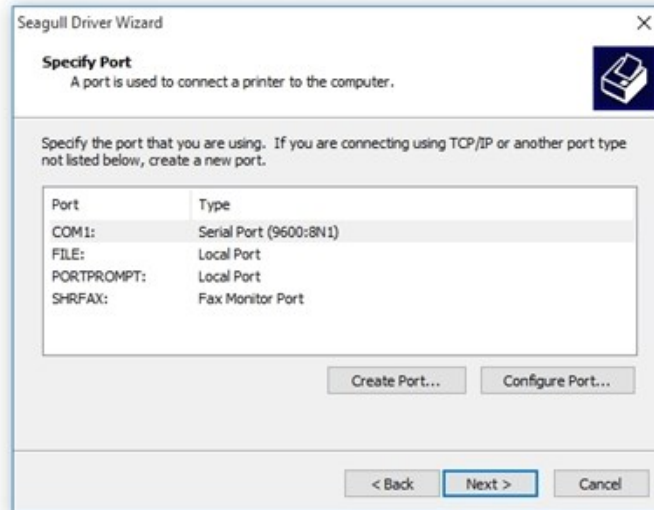 Seagull Driver Wizard
Specify Port
A port is used to connect a printer to the computer.
Specify the port that you are using. If you are connecting using TCP/IP or another port type
not listed below, create a new port.
Port Type
COM1: Serial Port (9600:8N1)
FILE: Local Port
PORTPROMPT: Local Port
SHRFAX: Fax Monitor Port
Create Port... Configure Port...
< Back Next > Cancel